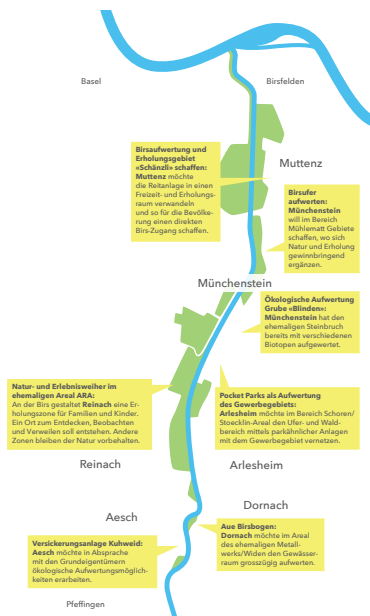 Basel
Birsfelden
Birsaufwertung und
Erholungsgebiet
«Schänzli» schaffen:
Muttenz möchte
die Reitanlage in einen
Freizeit- und Erholungs-
raum verwandeln
und so für die Bevölke-
rung einen direkten
Birs-Zugang schaffen.
Muttenz
Birsufer
aufwerten:
Münchenstein
will im Bereich
Mühlematt Gebiete
schaffen, wo sich
Natur und Erholung
gewinnbringend
ergänzen.
Münchenstein
Ökologische Aufwertung
Grube «Blinden»:
Münchenstein hat den
ehemaligen Steinbruch
bereits mit verschiedenen
Biotopen aufgewertet.
Natur- und Erlebnisweiher im
ehemaligen Areal ARA:
An der Birs gestaltet Reinach eine Er-
holungszone für Familien und Kinder.
Ein Ort zum Entdecken, Beobachten
und Verweilen soll entstehen. Andere
Zonen bleiben der Natur vorbehalten.
Pocket Parks als Aufwertung
des Gewerbegebiets:
Arlesheim möchte im Bereich Schoren/
Stoecklin-Areal den Ufer- und Wald-
bereich mittels parkähnlicher Anlagen
mit dem Gewerbegebiet vernetzen.
Reinach
Arlesheim
Dornach
Aesch
Aue Birsbogen:
Dornach möchte im Areal
des ehemaligen Metall-
werks/Widen den Gewässer-
raum grosszügig aufwerten.
Versickerungsanlage Kuhweid:
Aesch möchte in Absprache
mit den Grundeigentümern
ökologische Aufwertungsmöglich-
keiten erarbeiten.
Pfeffingen